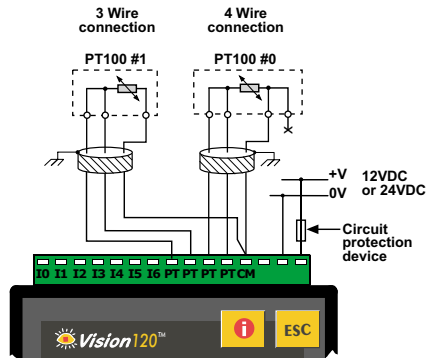 3 Wire
connection
4 Wire
connection
PT100 #1
PT100 #0
+V
0V
12VDC
or 24VDC
Circuit
protection
device
I0 I1 I2 I3 I4 I5 I6 PT PT PT PT CM
Vision120™
i
ESC